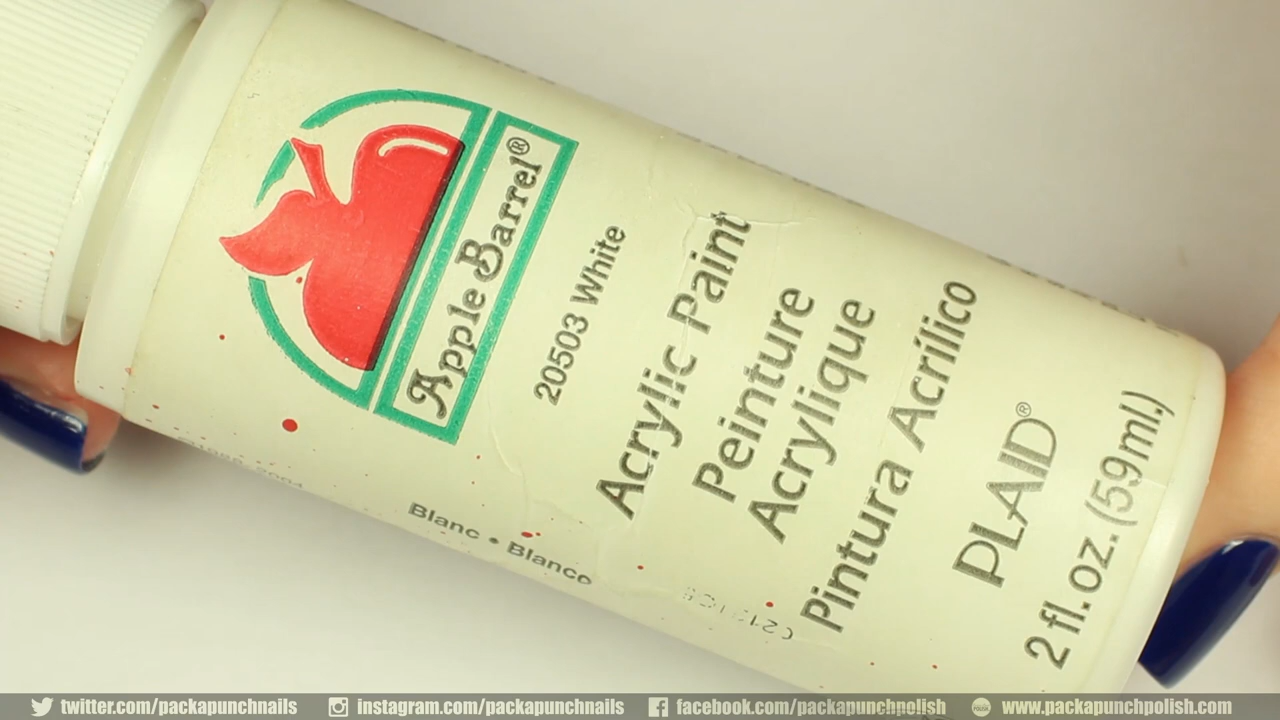 Apple Barrel®
20503 White
Acrylic Paint
Peinture
Acrylique
Pintura Acrílico
PLAID®
2 fl.oz.(59ml.)
Blanc • Blanco
twitter.com/packapunchnails
instagram.com/packapunchnails
facebook.com/packapunchpolish
www.packapunchpolish.com